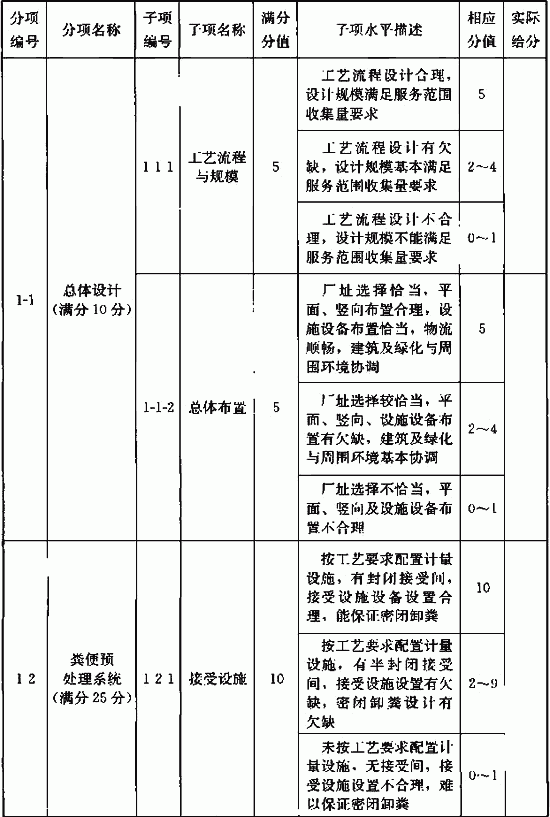 分项编号
分项名称
子项编号
子项名称
满分分值
子项水平描述
相应分值
实际给分
1-1
总体设计
(满分10分)
1 1 1
工艺流程
与规模
5
工艺流程设计合理,
设计规模满足服务范围
收集量要求
5
工艺流程设计有欠
缺,设计规模基本满足
服务范围收集量要求
2~4
工艺流程设计不合
理,设计规模不能满足
服务范围收集量要求
0~1
1-1-2
总体布置
5
厂址选择恰当,平
面、竖向布置合理,设
施设备布置恰当,物流
顺畅,建筑及绿化与周
围环境协调
5
厂址选择较恰当,平
面、竖向、设施设备布
置有欠缺,建筑及绿化
与周围环境基本协调
2~4
厂址选择不恰当,平
面、竖向及设施设备布
置不合理
0~1
1 2
粪便预
处理系统
(满分25分)
1 2 1
接受设施
10
按工艺要求配置计量
设施,有封闭接受间,
接受设施设备设置合
理,能保证密闭卸粪
10
按工艺要求配置计量
设施,有半封闭接受
间,接受设施设置有欠
缺,密闭卸粪设计有
欠缺
2~9
未按工艺要求配置计
量设施,无接受间,接
受设施设置不合理,难
以保证密闭卸粪
0~1